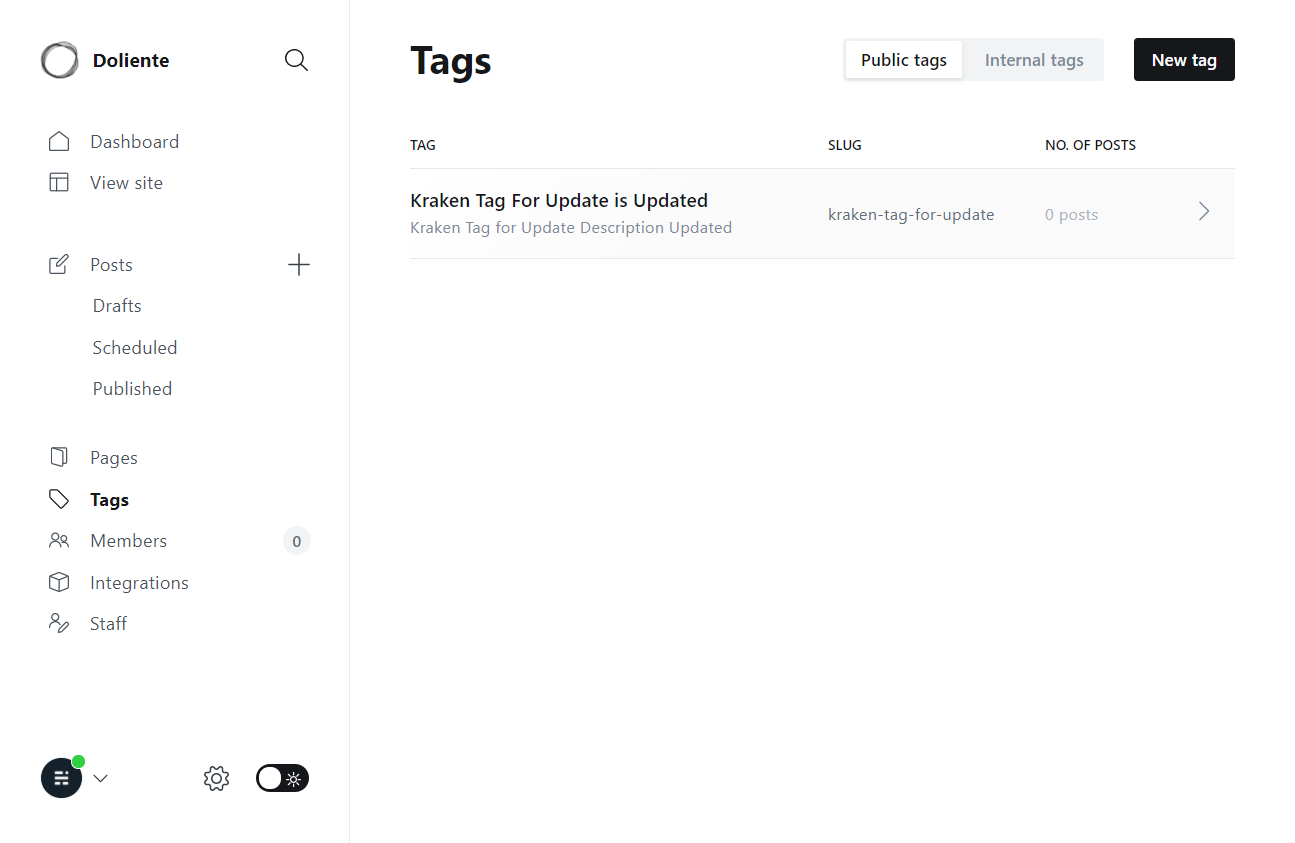 Doliente
Dashboard
View site
Posts
Drafts
Scheduled
Published
Pages
Tags
Members 0
Integrations
Staff
Tags
Public tags Internal tags New tag
TAG SLUG NO. OF POSTS
Kraken Tag For Update is Updated
Kraken Tag for Update Description Updated
kraken-tag-for-update 0 posts